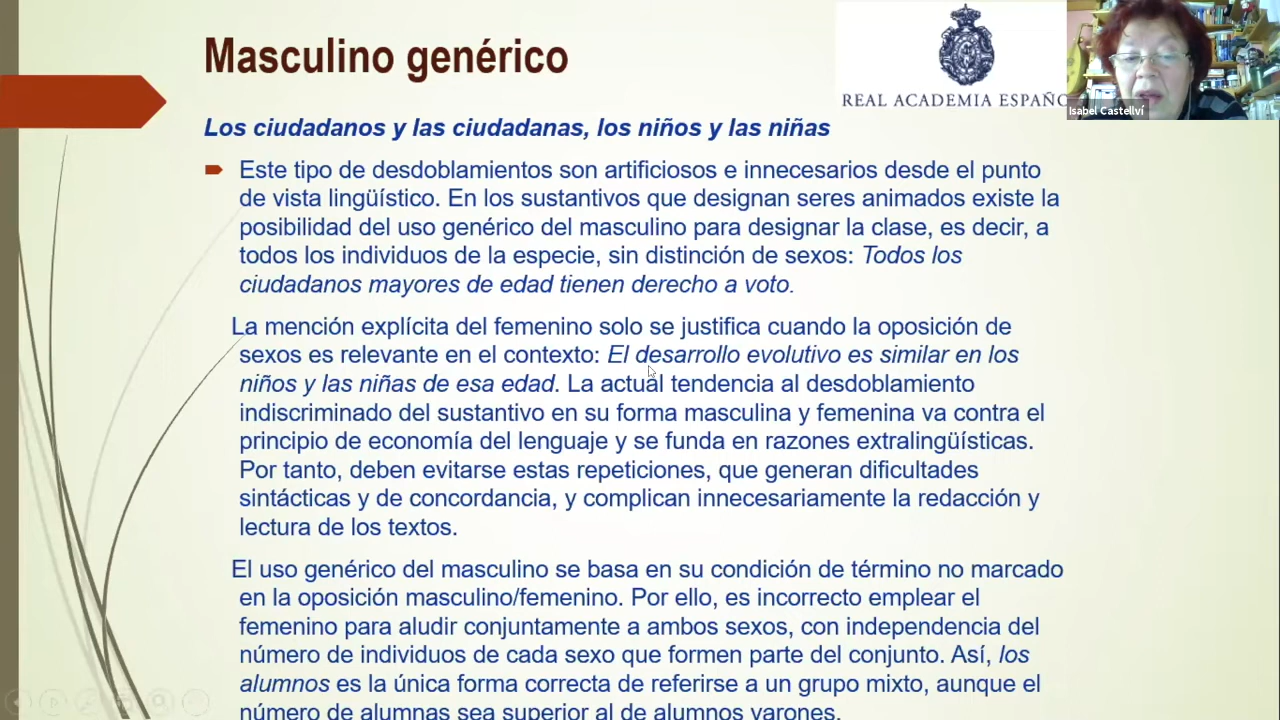 Masculino genérico
REAL ACADEMIA ESPAÑO
Isabel Castellví
Los ciudadanos y las ciudadanas, los niños y las niñas
Este tipo de desdoblamientos son artificiosos e innecesarios desde el punto
de vista lingüístico. En los sustantivos que designan seres animados existe la
posibilidad del uso genérico del masculino para designar la clase, es decir, a
todos los individuos de la especie, sin distinción de sexos: Todos los
ciudadanos mayores de edad tienen derecho a voto.
La mención explícita del femenino solo se justifica cuando la oposición de
sexos es relevante en el contexto: El desarrollo evolutivo es similar en los
niños y las niñas de esa edad. La actual tendencia al desdoblamiento
indiscriminado del sustantivo en su forma masculina y femenina va contra el
principio de economía del lenguaje y se funda en razones extralingüísticas.
Por tanto, deben evitarse estas repeticiones, que generan dificultades
sintácticas y de concordancia, y complican innecesariamente la redacción y
lectura de los textos.
El uso genérico del masculino se basa en su condición de término no marcado
en la oposición masculino/femenino. Por ello, es incorrecto emplear el
femenino para aludir conjuntamente a ambos sexos, con independencia del
número de individuos de cada sexo que formen parte del conjunto. Así, los
alumnos es la única forma correcta de referirse a un grupo mixto, aunque el
número de alumnas sea superior al de alumnos varones.